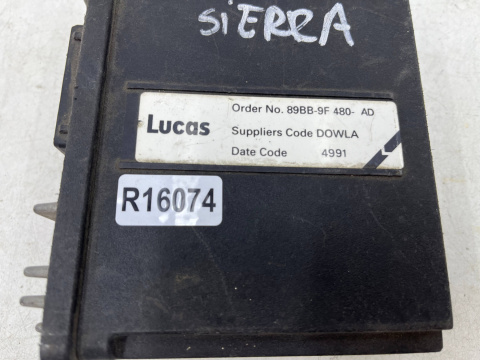 SiERRA
Lucas
Order No. 89BB-9F 480- AD
Suppliers Code DOWLA
Date Code 4991
R16074